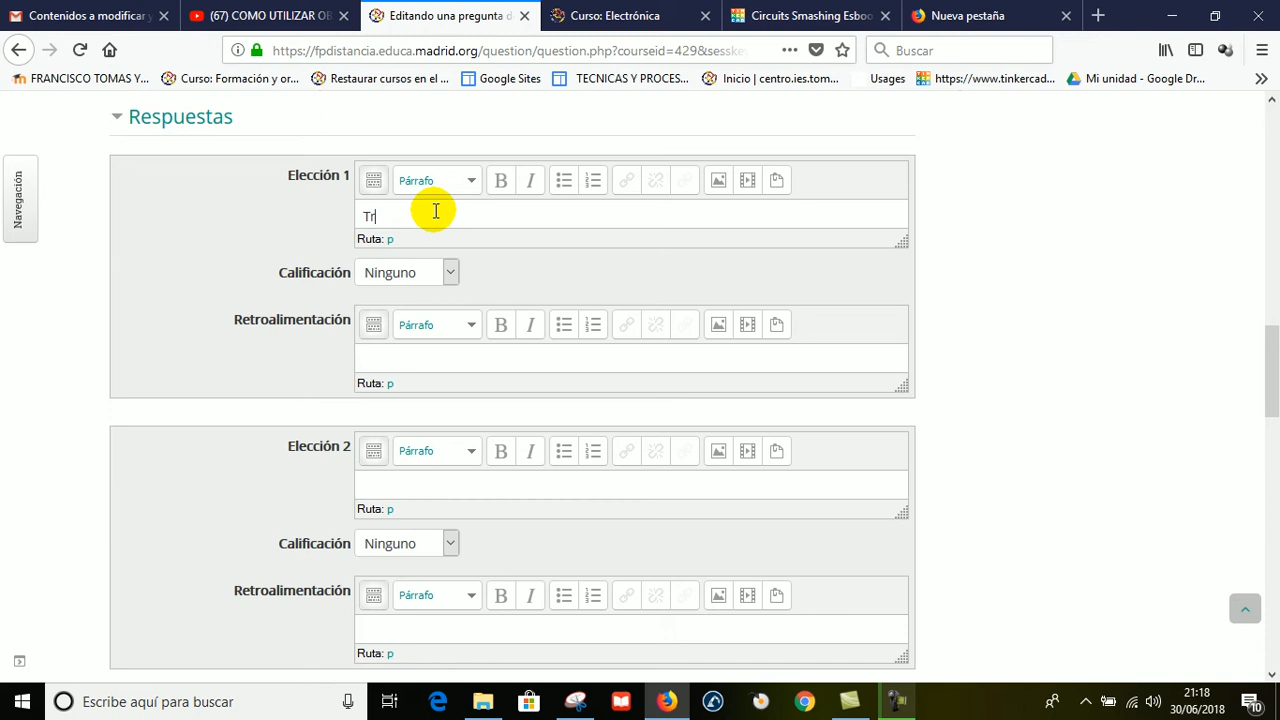 Contenidos a modificar y
(67) COMO UTILIZAR OB
Editando una pregunta d
Curso: Electrónica
Circuits Smashing Esboo
Nueva pestaña
https://fpdistancia.educa.madrid.org/question/question.php?courseid=429&sesske
Buscar
FRANCISCO TOMAS Y...
Curso: Formación y or...
Restaurar cursos en el ...
Google Sites
TECNICAS Y PROCES...
Inicio | centro.ies.tom...
Usages
https://www.tinkercad...
Mi unidad - Google Dr...
Navegación
Respuestas
Elección 1
Párrafo
B
I
Tr
Ruta: p
Calificación
Ninguno
Retroalimentación
Párrafo
B
I
Ruta: p
Elección 2
Párrafo
B
I
Ruta: p
Calificación
Ninguno
Retroalimentación
Párrafo
B
I
Ruta: p
Escribe aquí para buscar
21:18
30/06/2018
10